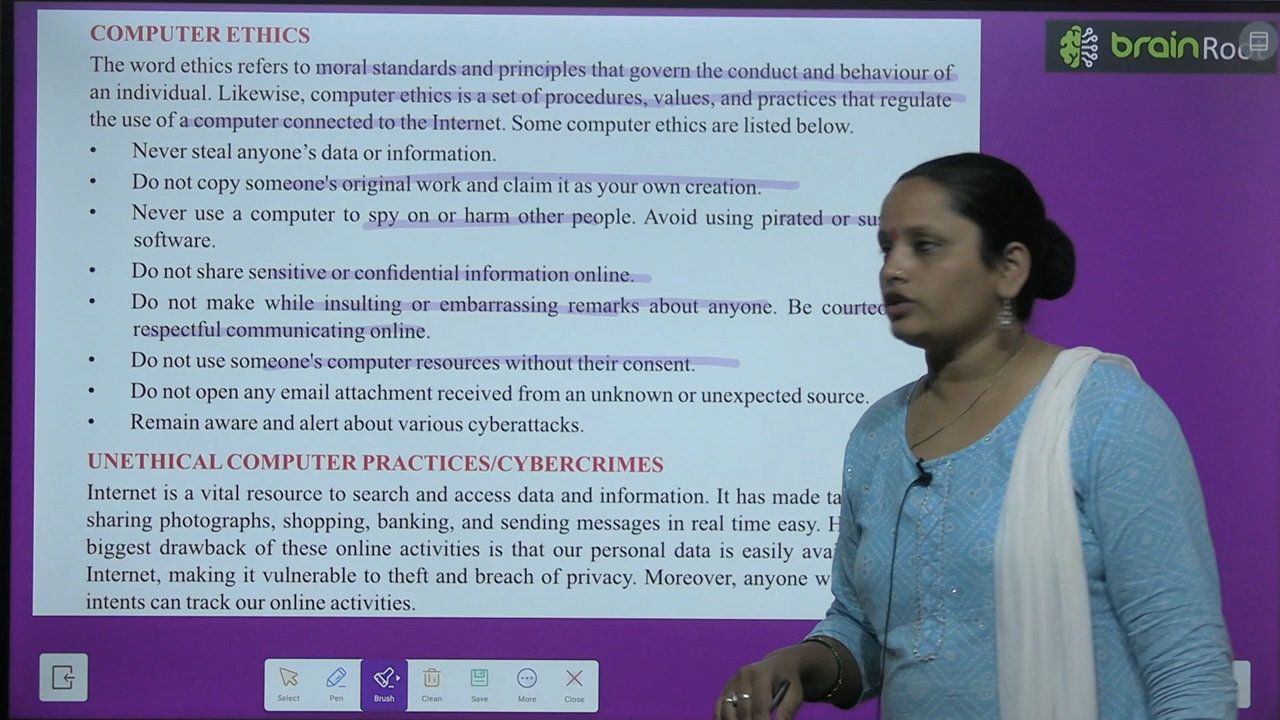 COMPUTER ETHICS
The word ethics refers to moral standards and principles that govern the conduct and behaviour of
an individual. Likewise, computer ethics is a set of procedures, values, and practices that regulate
the use of a computer connected to the Internet. Some computer ethics are listed below.
• Never steal anyone's data or information.
• Do not copy someone's original work and claim it as your own creation.
• Never use a computer to spy on or harm other people. Avoid using pirated or
software.
• Do not share sensitive or confidential information online.
• Do not make while insulting or embarrassing remarks about anyone. Be
respectful communicating online.
• Do not use someone's computer resources without their consent.
• Do not open any email attachment received from an unknown or unexpected source.
• Remain aware and alert about various cyberattacks.
UNETHICAL COMPUTER PRACTICES/CYBERCRIMES
Internet is a vital resource to search and access data and information. It has made
sharing photographs, shopping, banking, and sending messages in real time easy.
biggest drawback of these online activities is that our personal data is easily
Internet, making it vulnerable to theft and breach of privacy. Moreover, anyone
intents can track our online activities.
brain
Select Pen Brush Clean Save More Close